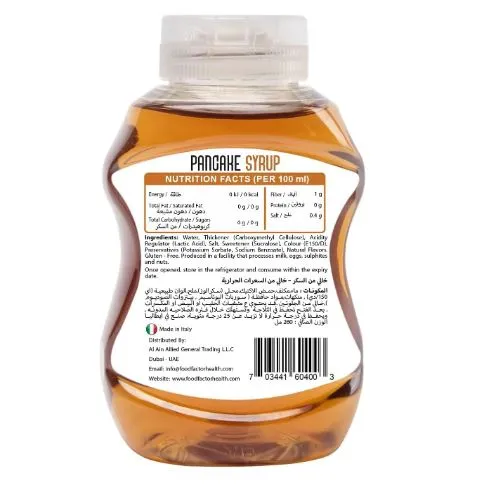 PANCAKE SYRUP
NUTRITION FACTS (PER 100 ml)
Energy / طاقة 0 kJ / 0 kcal
Fiber / ألياف 1 g
Total Fat / Saturated Fat
دهون / دهون مشبعة 0 g / 0 g
Protein / بروتين 0 g
Salt / ملح 0.4 g
Total Carbohydrate / Sugars
كربوهيدرات / من السكر 0 g / 0 g
Ingredients: Water, Thickener (Carboxymethyl Cellulose), Acidity
Regulator (Lactic Acid), Salt, Sweetener (Sucralose), Colour (E150/D),
Preservatives (Potassium Sorbate, Sodium Benzoate), Natural Flavors.
Gluten - Free. Produced in a facility that processes milk, eggs, sulphites
and nuts.
Once opened, store in the refrigerator and consume within the expiry
date.
خالي من السكر - خالي من السعرات الحرارية
Made in Italy
Distributed By:
Al Ain Allied General Trading L.L.C
Dubai - UAE
Email: info@foodfactorhealth.com
Website: www.foodfactorhealth.com
7 03441 60400 3